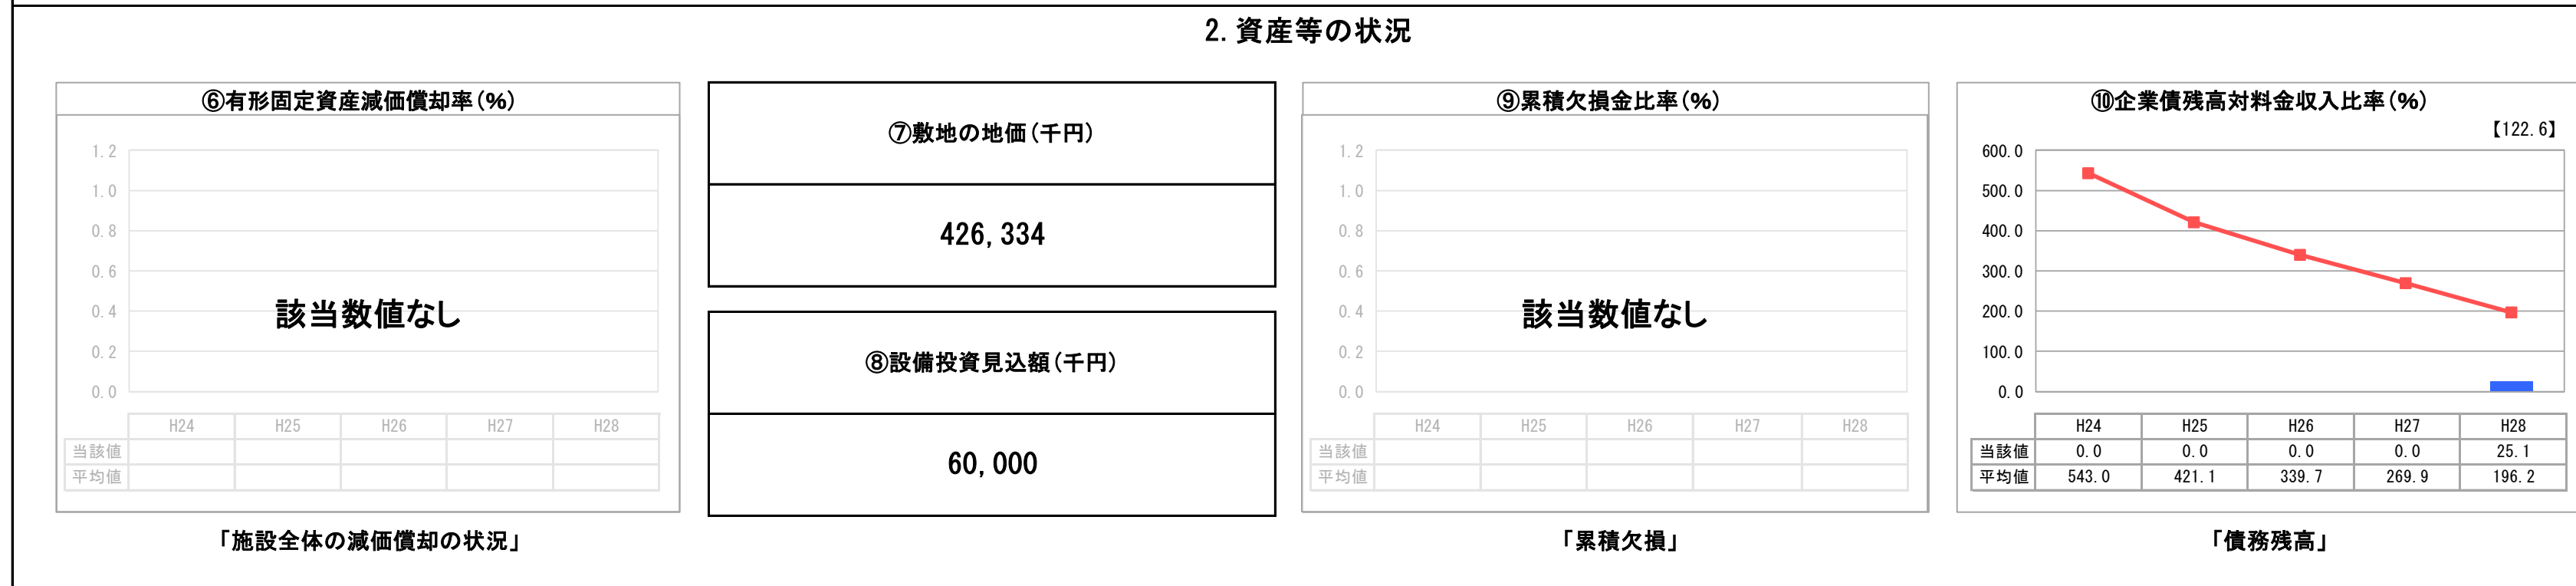 2. 資産等の状況
⑥有形固定資産減価償却率(%)
1.2
1.0
0.8
0.6
0.4
0.2
0.0
該当数値なし
H24 H25 H26 H27 H28
当該値
平均値
「施設全体の減価償却の状況」
⑦敷地の地価(千円)
426,334
⑧設備投資見込額(千円)
60,000
⑨累積欠損金比率(%)
1.2
1.0
0.8
0.6
0.4
0.2
0.0
該当数値なし
H24 H25 H26 H27 H28
当該値
平均値
「累積欠損」
⑩企業債残高対料金収入比率(%)
【122.6】
600.0
500.0
400.0
300.0
200.0
100.0
0.0
H24 H25 H26 H27 H28
当該値 0.0 0.0 0.0 0.0 25.1
平均値 543.0 421.1 339.7 269.9 196.2
「債務残高」